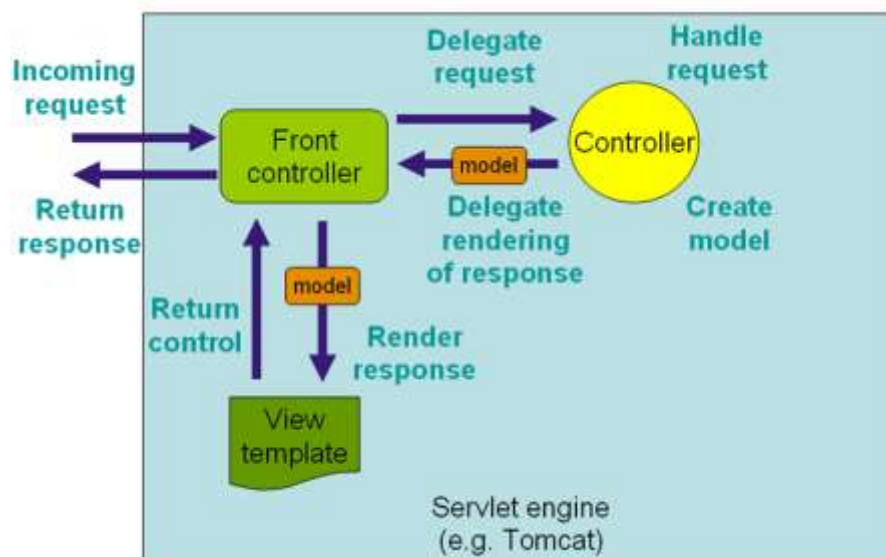 Incoming
request
Delegate
request
Handle
request
Front
controller
Controller
model
Return
response
Delegate
rendering
of response
Create
model
model
Return
control
Render
response
View
template
Servlet engine
(e.g. Tomcat)